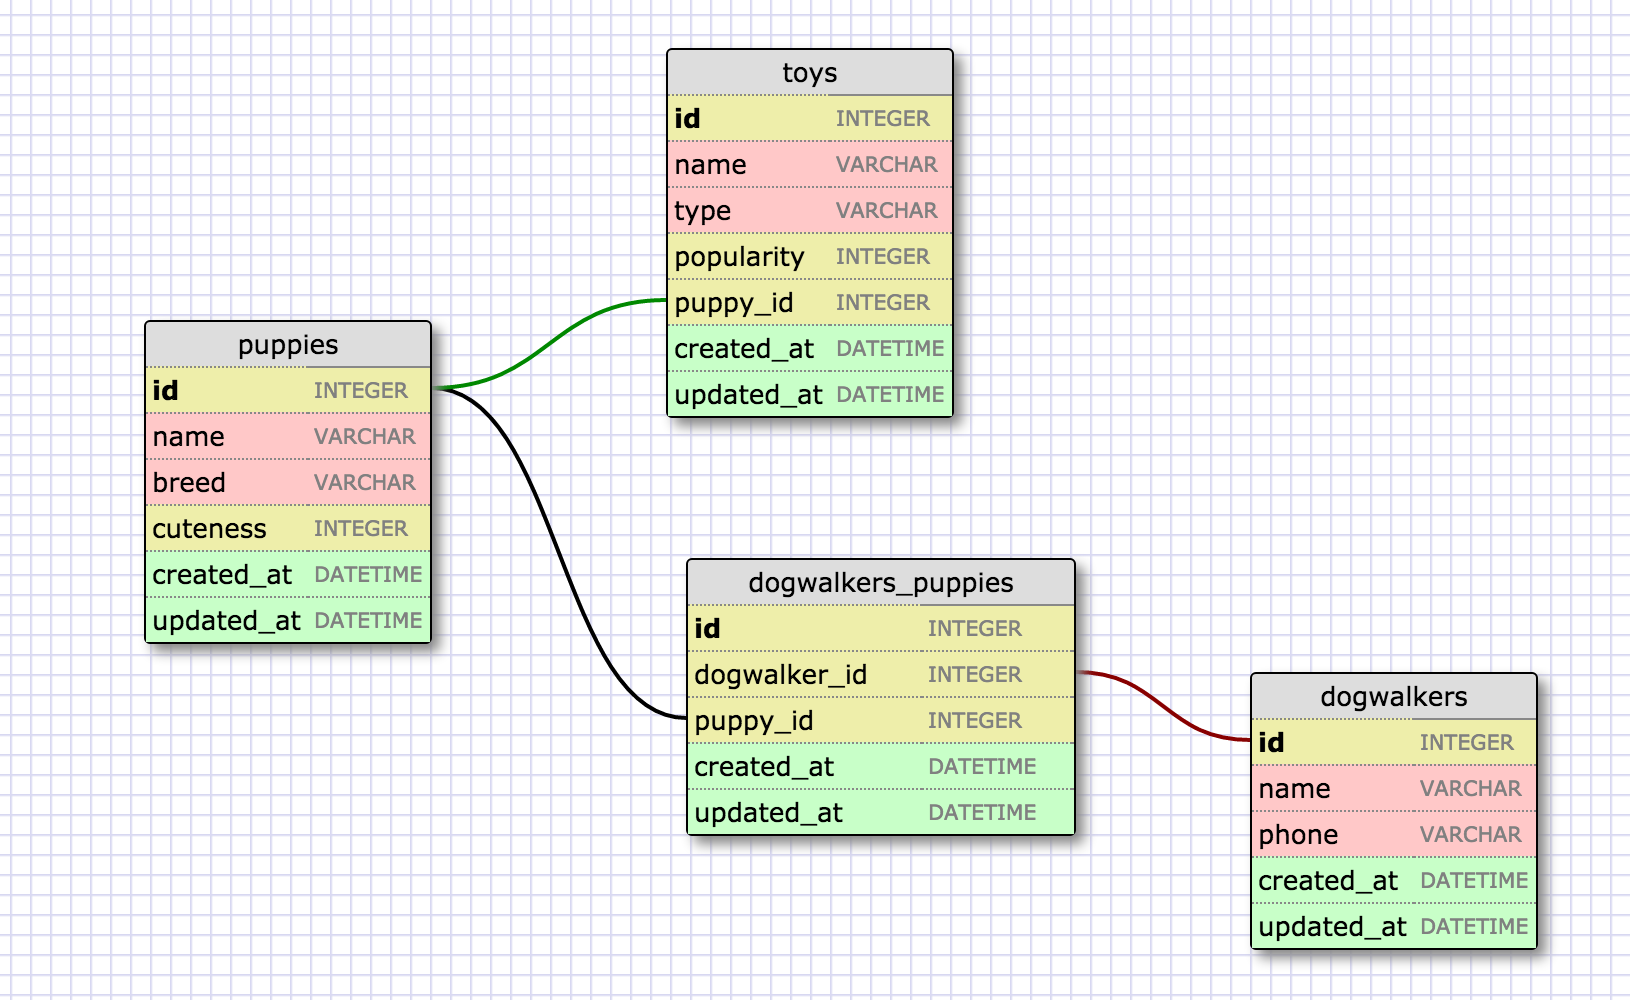 toys
id INTEGER
name VARCHAR
type VARCHAR
popularity INTEGER
puppy_id INTEGER
created_at DATETIME
updated_at DATETIME
puppies
id INTEGER
name VARCHAR
breed VARCHAR
cuteness INTEGER
created_at DATETIME
updated_at DATETIME
dogwalkers_puppies
id INTEGER
dogwalker_id INTEGER
puppy_id INTEGER
created_at DATETIME
updated_at DATETIME
dogwalkers
id INTEGER
name VARCHAR
phone VARCHAR
created_at DATETIME
updated_at DATETIME